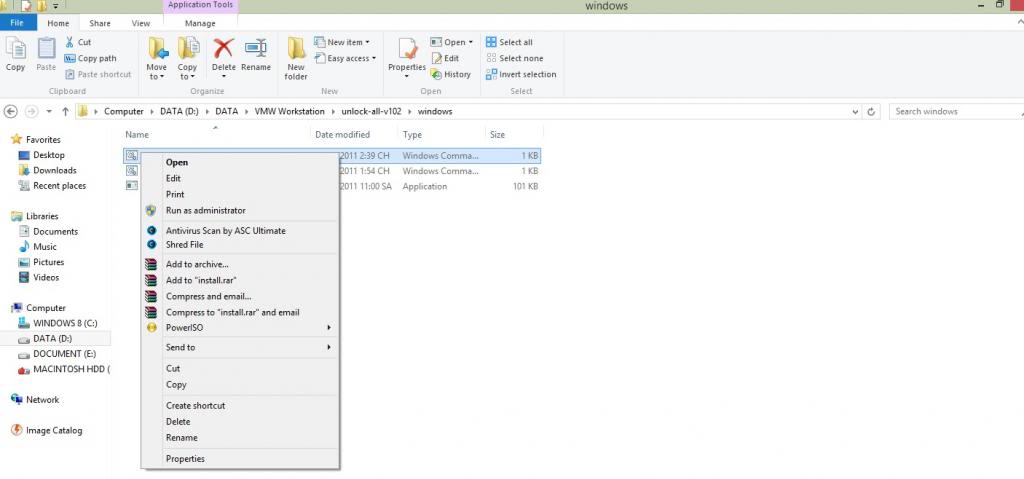 windows
Application Tools
File Home Share View Manage
Copy
Paste
Cut
Copy path
Paste shortcut
Clipboard
Move to
Copy to
Delete
Rename
Organize
New folder
New item
Easy access
New
Properties
Open
Edit
History
Open
Select all
Select none
Invert selection
Select
Computer DATA (D:) DATA VMW Workstation unlock-all-v102 windows
Search windows
Name Date modified Type Size
2011 2:39 CH Windows Comma... 1 KB
2011 1:54 CH Windows Comma... 1 KB
2011 11:00 SA Application 101 KB
Favorites
Desktop
Downloads
Recent places
Libraries
Documents
Music
Pictures
Videos
Computer
WINDOWS 8 (C:)
DATA (D:)
DOCUMENT (E:)
MACINTOSH HDD (
Network
Image Catalog
Open
Edit
Print
Run as administrator
Antivirus Scan by ASC Ultimate
Shred File
Add to archive...
Add to "install.rar"
Compress and email...
Compress to "install.rar" and email
PowerISO
Send to
Cut
Copy
Create shortcut
Delete
Rename
Properties